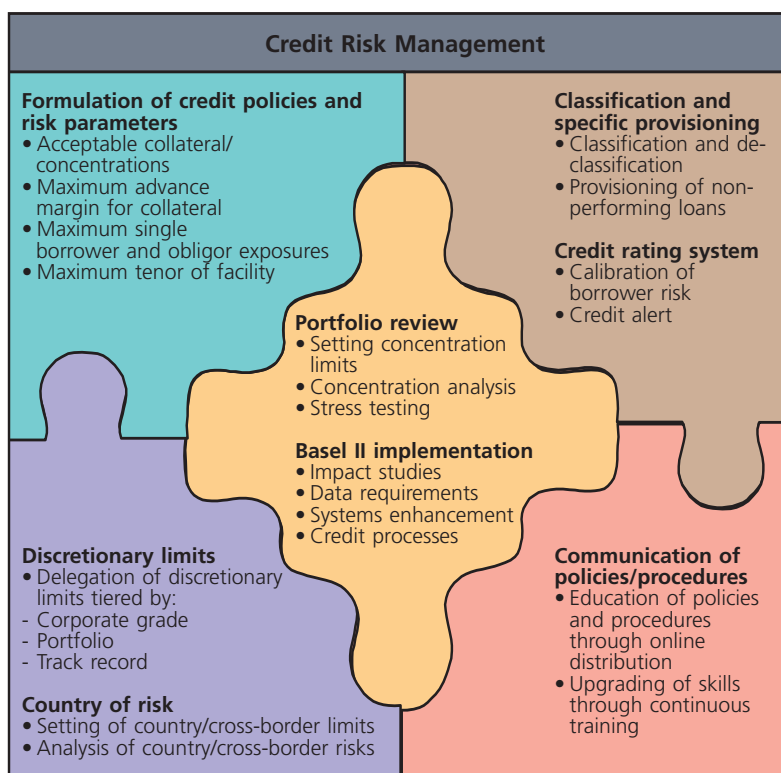 Credit Risk Management
Formulation of credit policies and
risk parameters
• Acceptable collateral/
concentrations
• Maximum advance
margin for collateral
• Maximum single
borrower and obligor exposures
• Maximum tenor of facility
Classification and
specific provisioning
• Classification and de-
classification
• Provisioning of non-
performing loans
Credit rating system
• Calibration of
borrower risk
• Credit alert
Portfolio review
• Setting concentration
limits
• Concentration analysis
• Stress testing
Basel II implementation
• Impact studies
• Data requirements
• Systems enhancement
• Credit processes
Discretionary limits
• Delegation of discretionary
limits tiered by:
- Corporate grade
- Portfolio
- Track record
Country of risk
• Setting of country/cross-border limits
• Analysis of country/cross-border risks
Communication of
policies/procedures
• Education of policies
and procedures
through online
distribution
• Upgrading of skills
through continuous
training